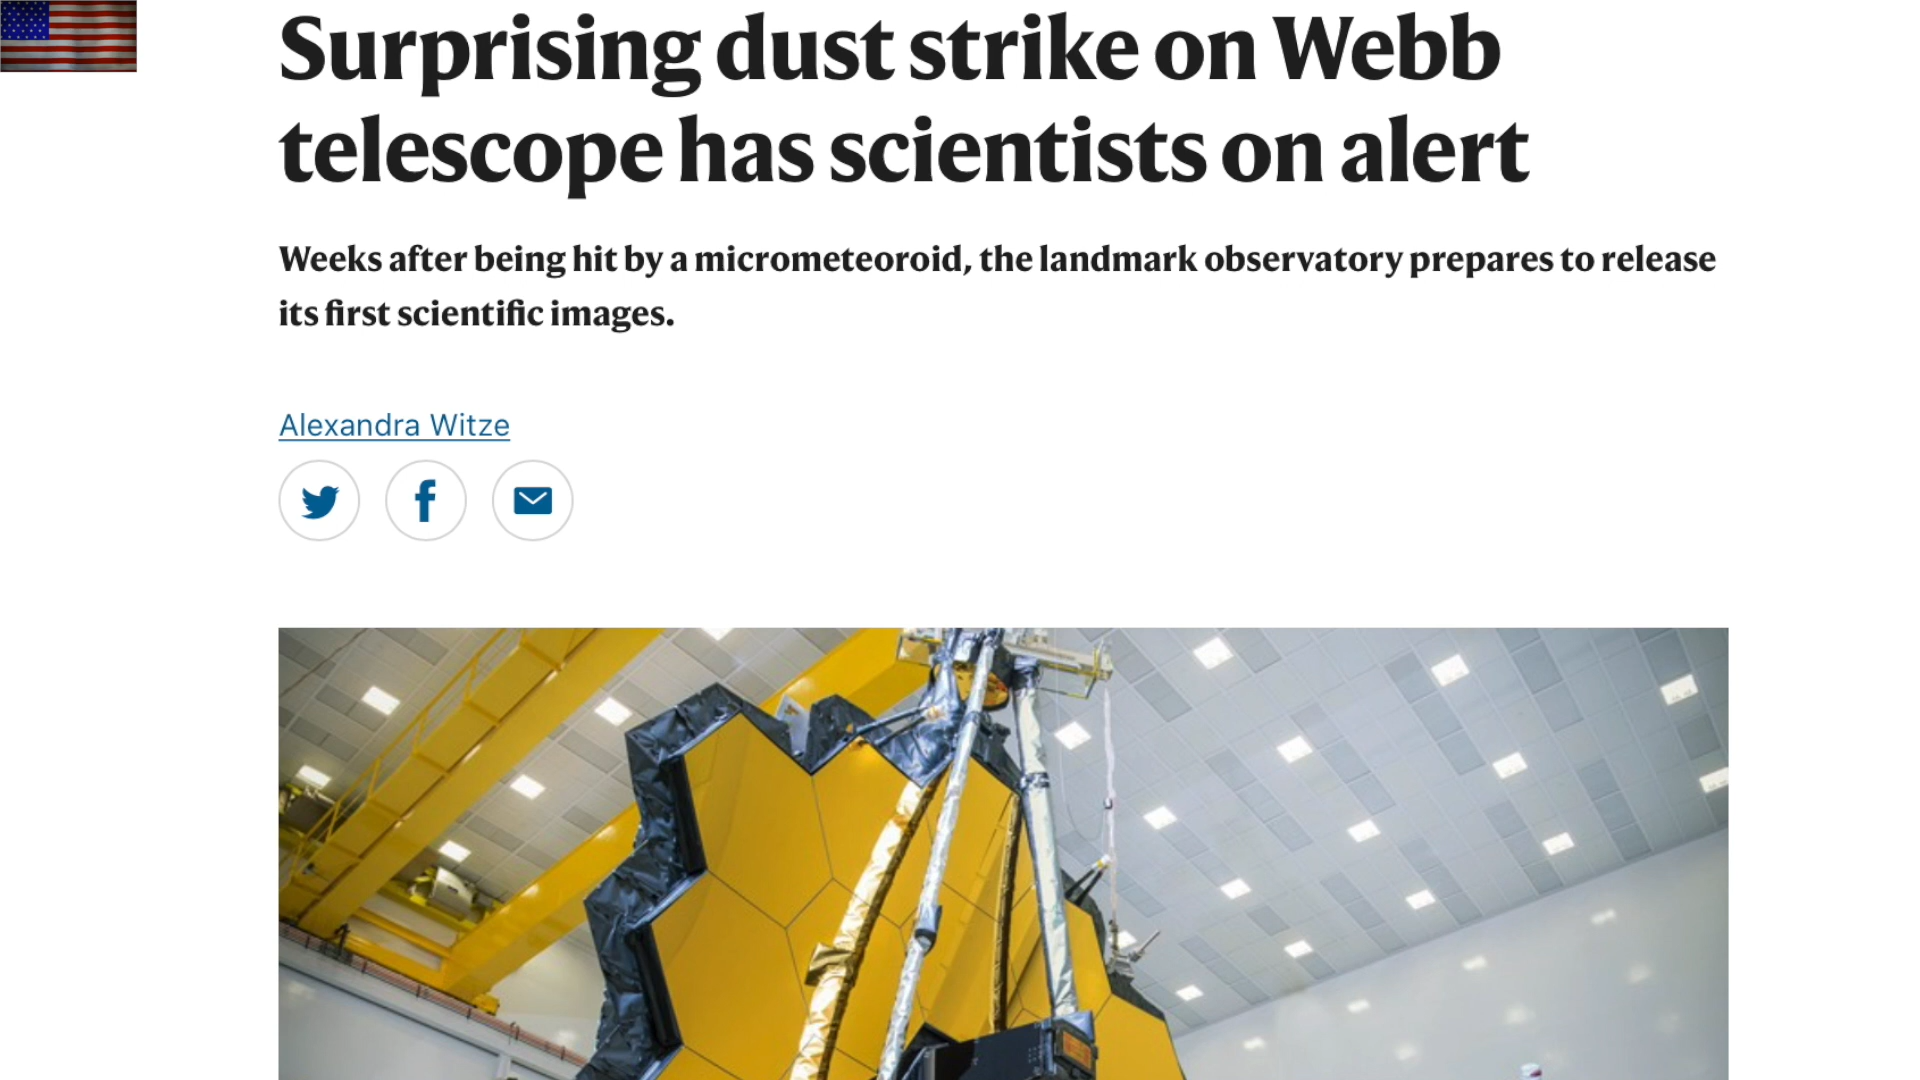 Surprising dust strike on Webb
telescope has scientists on alert
Weeks after being hit by a micrometeoroid, the landmark observatory prepares to release
its first scientific images.
Alexandra Witze